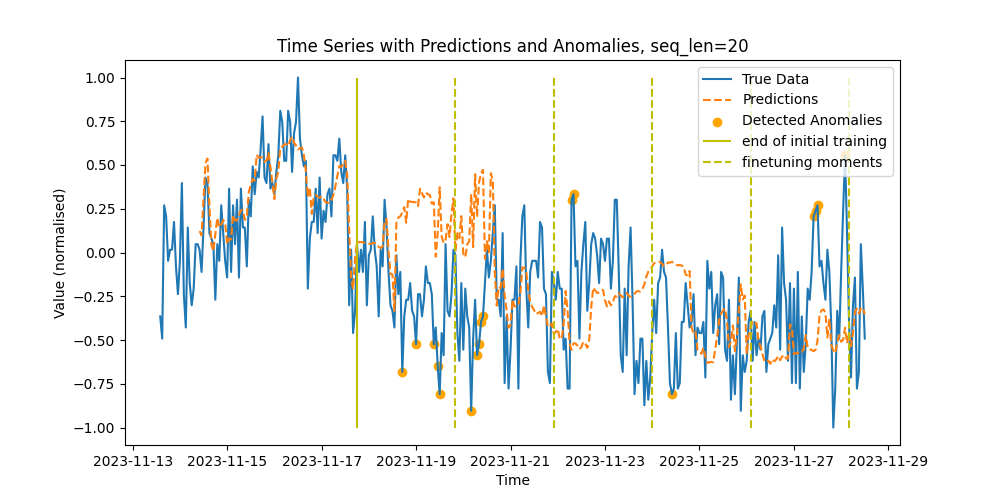 Time Series with Predictions and Anomalies, seq_len=20
True Data
Predictions
Detected Anomalies
end of initial training
finetuning moments
Value (normalised)
1.00
0.75
0.50
0.25
0.00
−0.25
−0.50
−0.75
−1.00
2023-11-13
2023-11-15
2023-11-17
2023-11-19
2023-11-21
2023-11-23
2023-11-25
2023-11-27
2023-11-29
Time